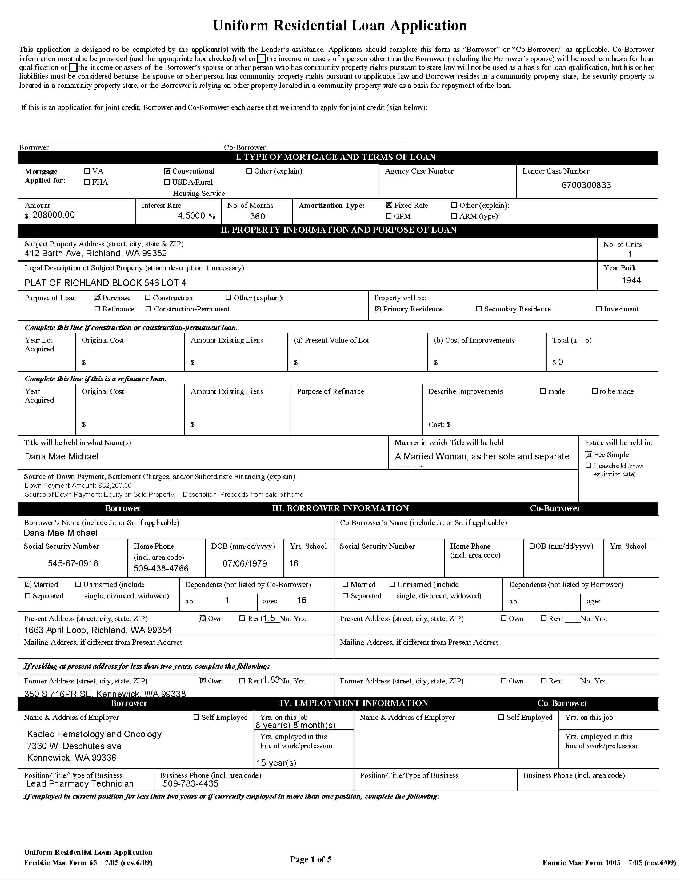 Uniform Residential Loan Application
This application is designed to be completed by the applicant(s) with the Lender's assistance. Applicants should complete this form as "Borrower" or "Co-Borrower," as applicable. Co-Borrower
information must also be provided (and the appropriate box checked) when the income or assets of a person other than the Borrower (including the Borrower's spouse) will be used as a basis for loan
qualification or the income or assets of the Borrower's spouse or other person who has community property rights pursuant to state law will not be used as a basis for loan qualification, but his or her
liabilities must be considered because the spouse or other person has community property rights pursuant to applicable law and Borrower resides in a community property state, the security property is
located in a community property state, or the Borrower is relying on other property located in a community property state as a basis for repayment of the loan.
If this is an application for joint credit, Borrower and Co-Borrower each agree that we intend to apply for joint credit (sign below):
Borrower Co-Borrower
I. TYPE OF MORTGAGE AND TERMS OF LOAN
Mortgage VA Conventional Other (explain) Agency Case Number Lender Case Number
Applied for: FHA USDA/Rural
Housing Service
6700300833
Amount Interest Rate No. of Months Amortization Type: Fixed Rate Other (explain):
$ 208000.00 4.5000 % 360 GPM ARM (type):
II. PROPERTY INFORMATION AND PURPOSE OF LOAN
Subject Property Address (street, city, state & ZIP) No. of Units
412 Barth Ave, Richland, WA 99352 1
Legal Description of Subject Property (attach description if necessary) Year Built
PLAT OF RICHLAND BLOCK 646 LOT 4 1944
Purpose of Loan Purchase Construction Other (explain): Property will be:
Refinance Construction-Permanent Primary Residence Secondary Residence Investment
Complete this line if construction or construction-permanent loan.
Year Lot Original Cost Amount Existing Liens (a) Present Value of Lot (b) Cost of Improvements Total (a + b)
Acquired
$ $ $ $ $ 0
Complete this line if this is a refinance loan.
Year Original Cost Amount Existing Liens Purpose of Refinance Describe Improvements made to be made
Acquired
$ $ Cost: $
Title will be held in what Name(s) Manner in which Title will be held Estate will be held in:
Dana Mae Michael A Married Woman, as her sole and separate Fee Simple
Leasehold (show
expiration date)
Source of Down Payment, Settlement Charges, and/or Subordinate Financing (explain)
Source of Down Payment: Equity on Sold Property Description: Proceeds from sale of home
Borrower III. BORROWER INFORMATION Co-Borrower
Borrower's Name (include Jr. or Sr. if applicable) Co-Borrower's Name (include Jr. or Sr. if applicable)
Dana Mae Michael
Social Security Number Home Phone DOB (mm/dd/yyyy) Yrs. School Social Security Number Home Phone DOB (mm/dd/yyyy) Yrs. School
(incl. area code) (incl. area code)
509-438-4766 07/06/1979 16
Married Unmarried (include Dependents (not listed by Co-Borrower) Married Unmarried (include Dependents (not listed by Borrower)
Separated single, divorced, widowed) no. 1 ages 16 Separated single, divorced, widowed) no. ages
Present Address (street, city, state, ZIP) Own Rent 1.5 No. Yrs. Present Address (street, city, state, ZIP) Own Rent No. Yrs.
1663 April Loop, Richland, WA 99354
Mailing Address, if different from Present Address Mailing Address, if different from Present Address
If residing at present address for less than two years, complete the following:
Former Address (street, city, state, ZIP) Own Rent No. Yrs. Former Address (street, city, state, ZIP) Own Rent No. Yrs.
Kennewick, WA 99338
Borrower IV. EMPLOYMENT INFORMATION Co-Borrower
Name & Address of Employer Self Employed Yrs. on this job Name & Address of Employer Self Employed Yrs. on this job
8 year(s) 8 month(s)
Kadlec Hematology and Oncology Yrs. employed in this Yrs. employed in this
7360 W. Deschutes ave line of work/profession line of work/profession
Kennewick, WA 99336 15 year(s)
Position/Title/Type of Business Business Phone (incl. area code) Position/Title/Type of Business Business Phone (incl. area code)
Lead Pharmacy Technician 509-783-4435
If employed in current position for less than two years or if currently employed in more than one position, complete the following:
Uniform Residential Loan Application
Freddie Mac Form 65 7/05 (rev.6/09) Page 1 of 5 Fannie Mae Form 1003 7/05 (rev.6/09)